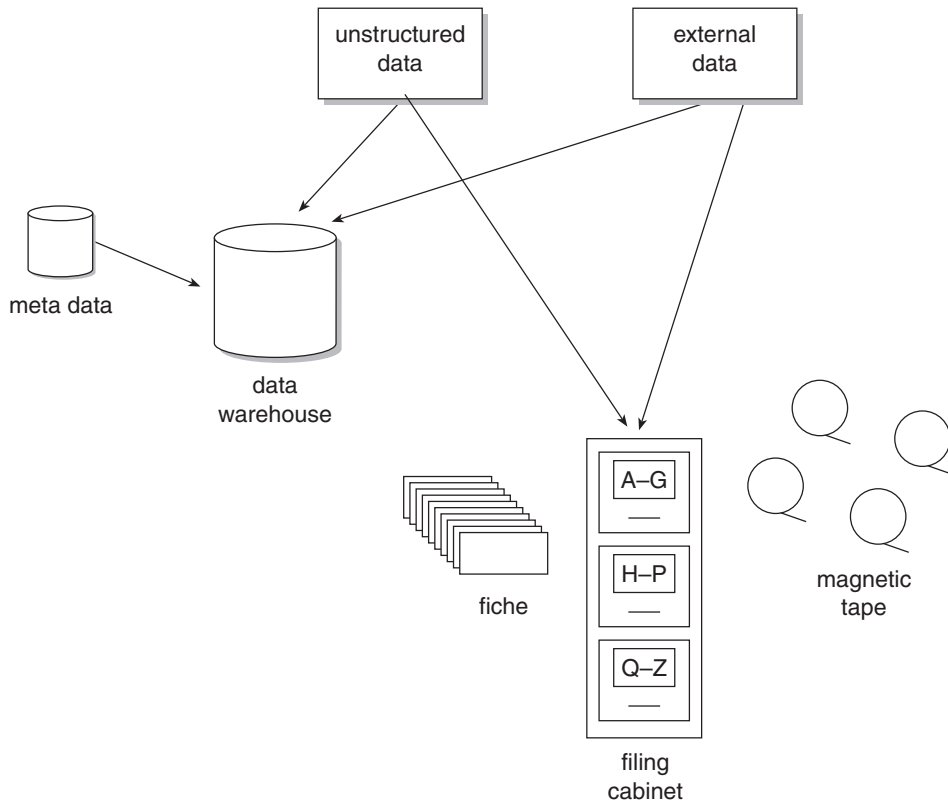 unstructured
data
external
data
meta data
data
warehouse
A–G
H–P
Q–Z
fiche
magnetic
tape
filing
cabinet